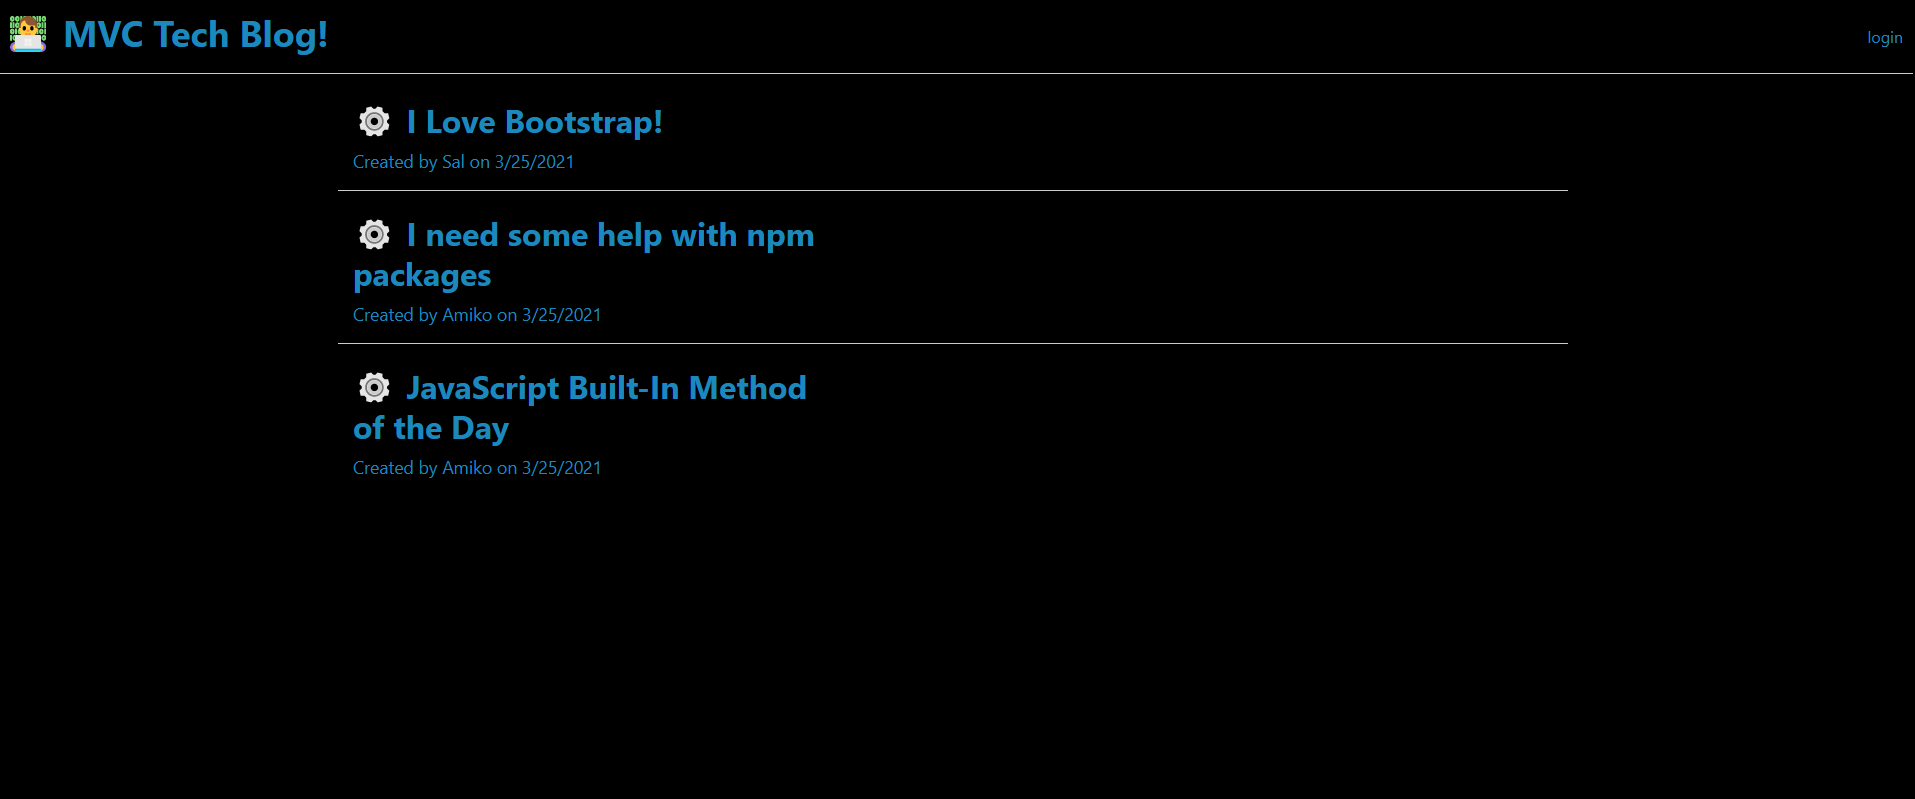 MVC Tech Blog!
login
I Love Bootstrap!
Created by Sal on 3/25/2021
I need some help with npm
packages
Created by Amiko on 3/25/2021
JavaScript Built-In Method
of the Day
Created by Amiko on 3/25/2021